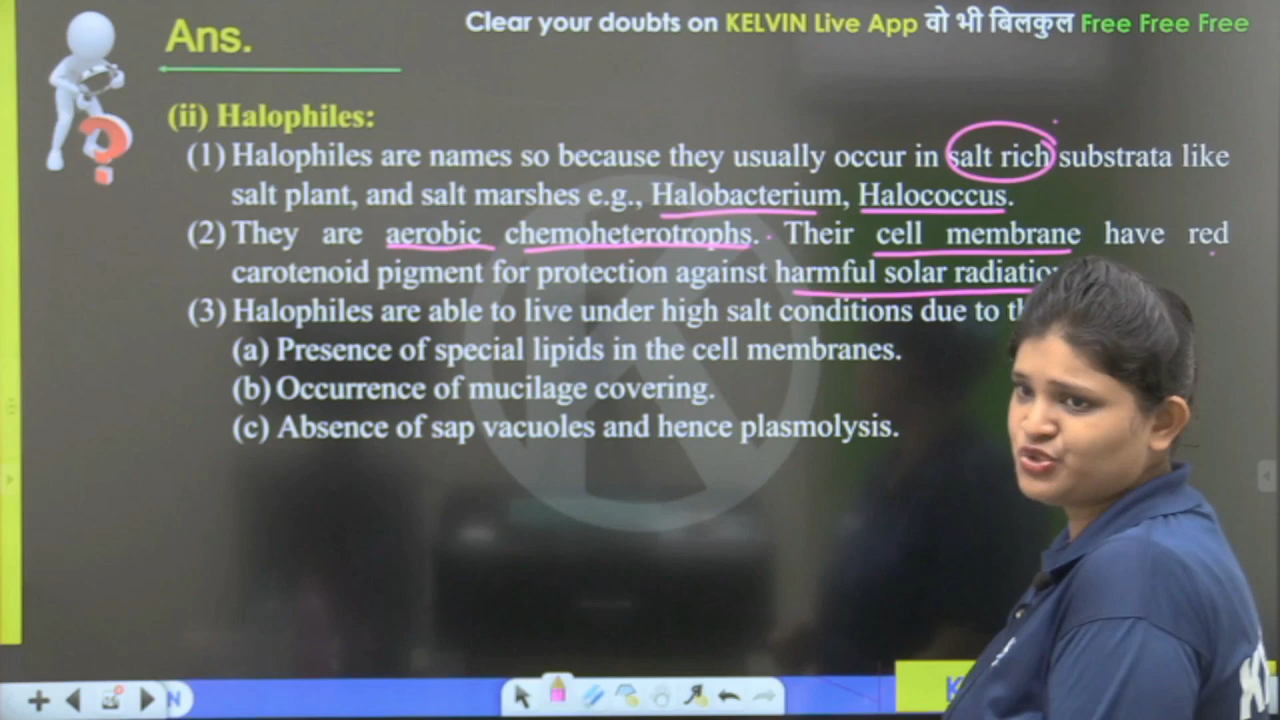 Clear your doubts on KELVIN Live App वो भी बिलकुल Free Free Free
Ans.
(ii) Halophiles:
(1) Halophiles are names so because they usually occur in salt rich substrata like
salt plant, and salt marshes e.g., Halobacterium, Halococcus.
(2) They are aerobic chemoheterotrophs. Their cell membrane have red
carotenoid pigment for protection against harmful solar radiatio
(3) Halophiles are able to live under high salt conditions due to th
(a) Presence of special lipids in the cell membranes.
(b) Occurrence of mucilage covering.
(c) Absence of sap vacuoles and hence plasmolysis.
N
K